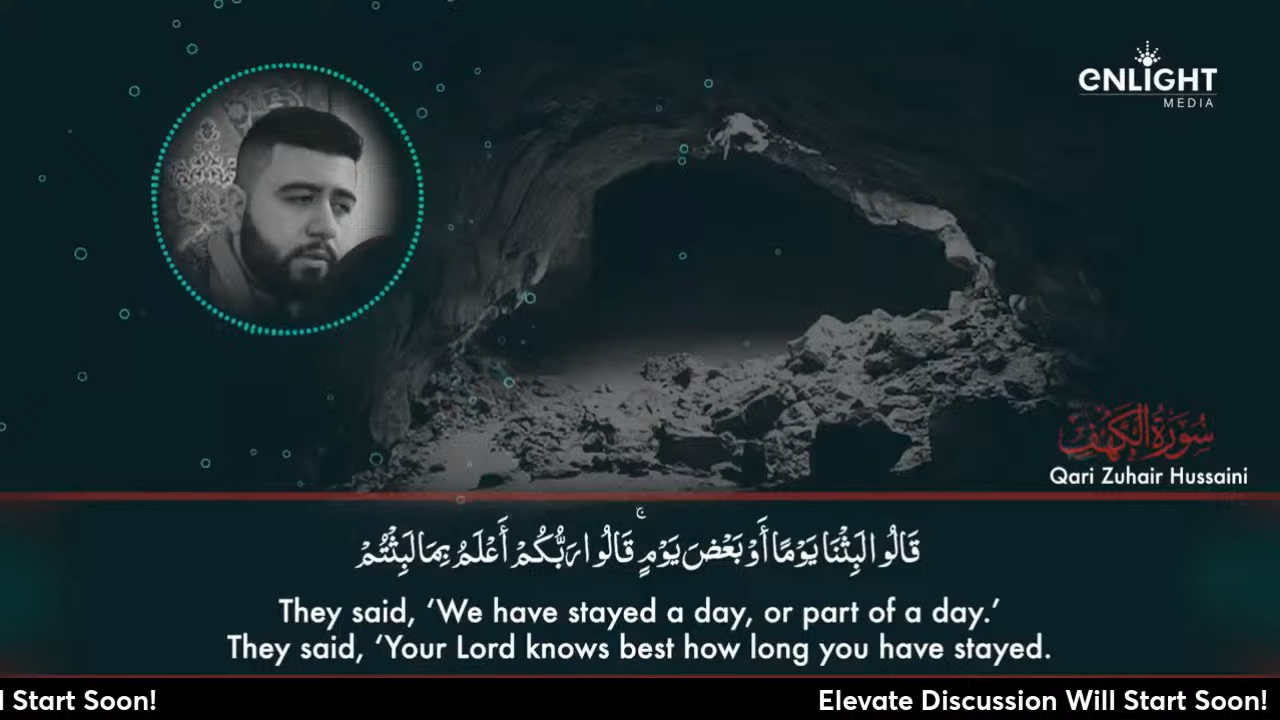 ENLIGHT
MEDIA
سُورَةُ الكَهْف
Qari Zuhair Hussaini
قَالُوا لَبِثْنَا يَوْمًا أَوْ بَعْضَ يَوْمٍ ۚ قَالُوا رَبُّكُمْ أَعْلَمُ بِمَا لَبِثْتُمْ
They said, ‘We have stayed a day, or part of a day.’
They said, ‘Your Lord knows best how long you have stayed.
l Start Soon! Elevate Discussion Will Start Soon!